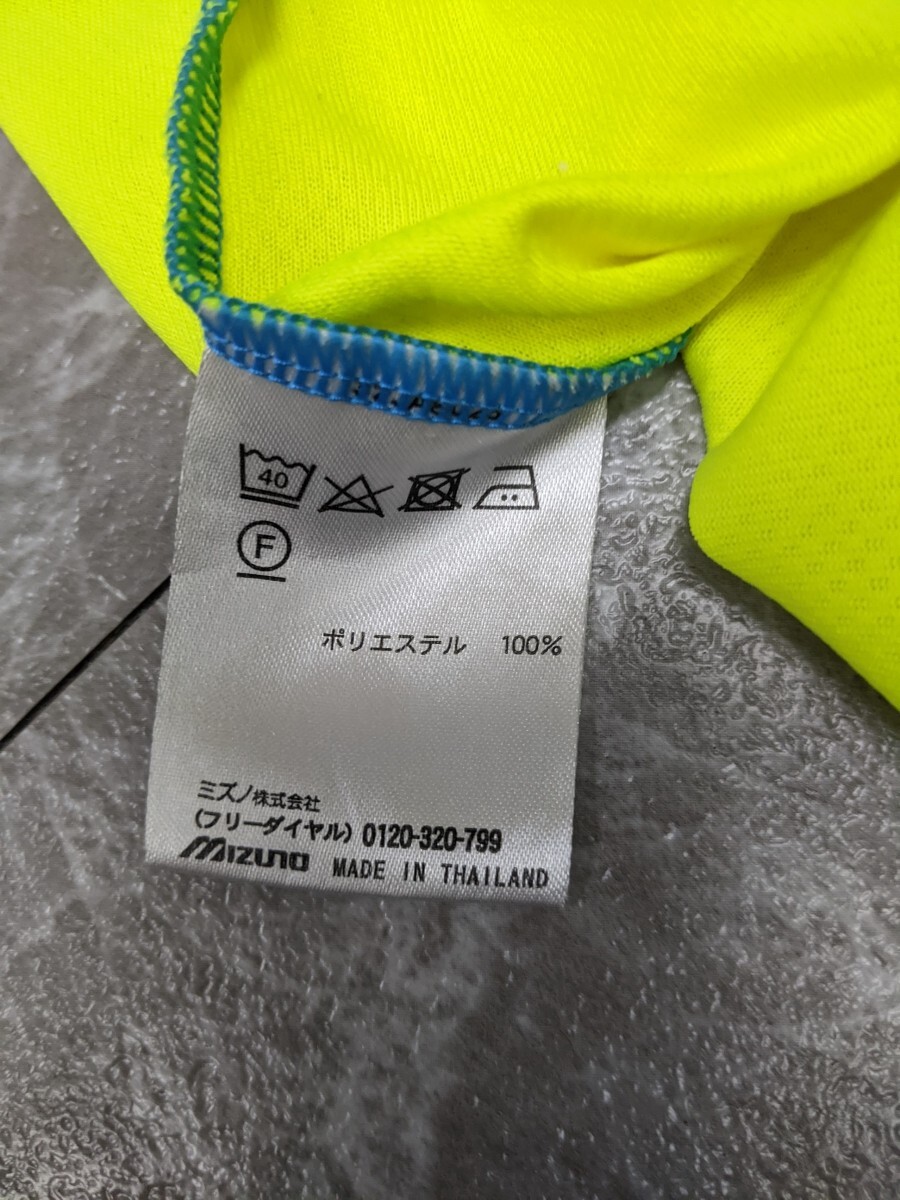 40
F
ポリエステル 100%
ミズノ株式会社
(フリーダイヤル) 0120-320-799
MIZUNO MADE IN THAILAND